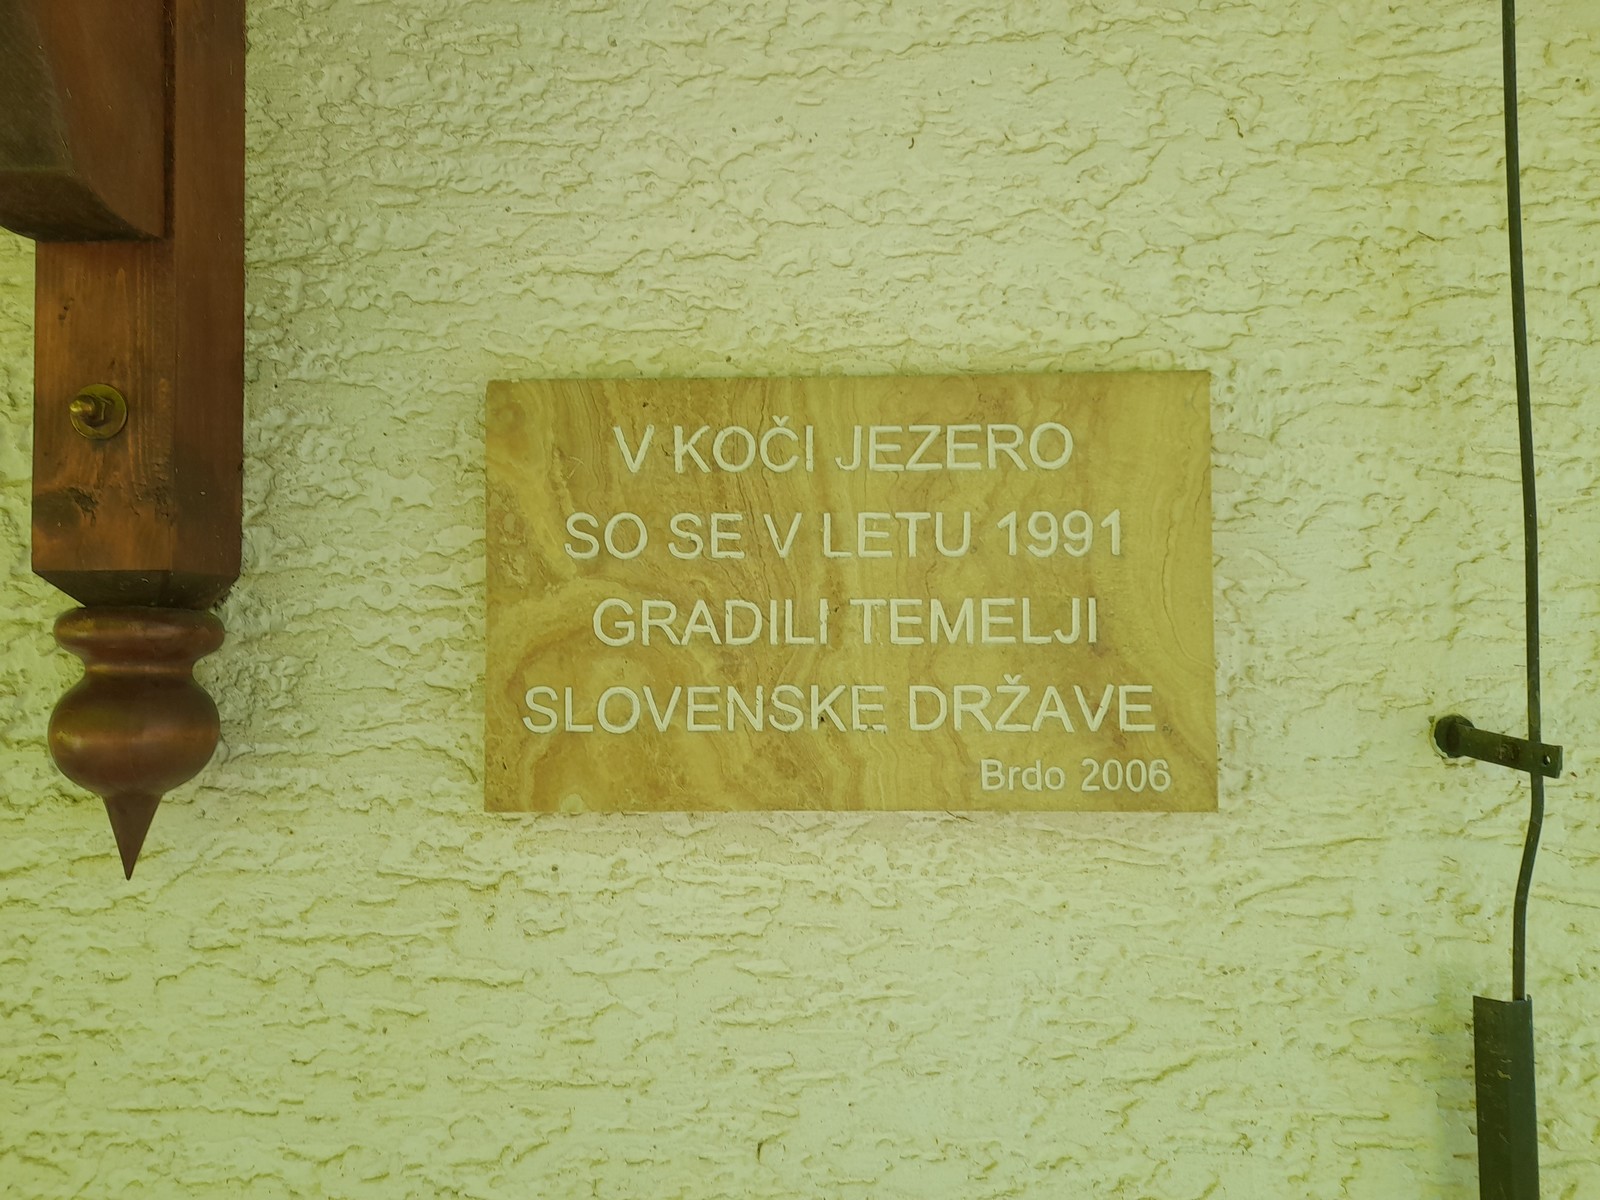 V KOČI JEZERO
SO SE V LETU 1991
GRADILI TEMELJI
SLOVENSKE DRŽAVE
Brdo 2006